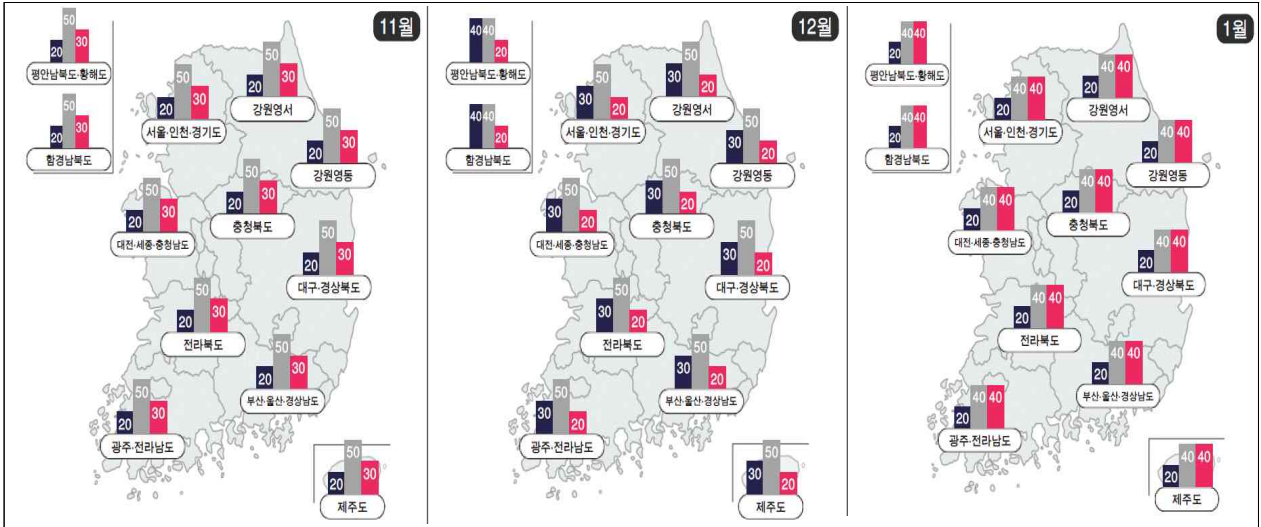 11월
20 50 30
평안남북도·황해도
20 50 30
함경남북도
20 50 30
서울·인천·경기도
20 50 30
강원영서
20 50 30
강원영동
20 50 30
대전·세종·충청남도
20 50 30
충청북도
20 50 30
대구·경상북도
20 50 30
전라북도
20 50 30
부산·울산·경상남도
20 50 30
광주·전라남도
20 50 30
제주도
12월
40 40 20
평안남북도·황해도
40 40 20
함경남북도
30 50 20
서울·인천·경기도
30 50 20
강원영서
30 50 20
강원영동
30 50 20
대전·세종·충청남도
30 50 20
충청북도
30 50 20
대구·경상북도
30 50 20
전라북도
30 50 20
부산·울산·경상남도
30 50 20
광주·전라남도
30 50 20
제주도
1월
20 40 40
평안남북도·황해도
20 40 40
함경남북도
20 40 40
서울·인천·경기도
20 40 40
강원영서
20 40 40
강원영동
20 40 40
대전·세종·충청남도
20 40 40
충청북도
20 40 40
대구·경상북도
20 40 40
전라북도
20 40 40
부산·울산·경상남도
20 40 40
광주·전라남도
20 40 40
제주도